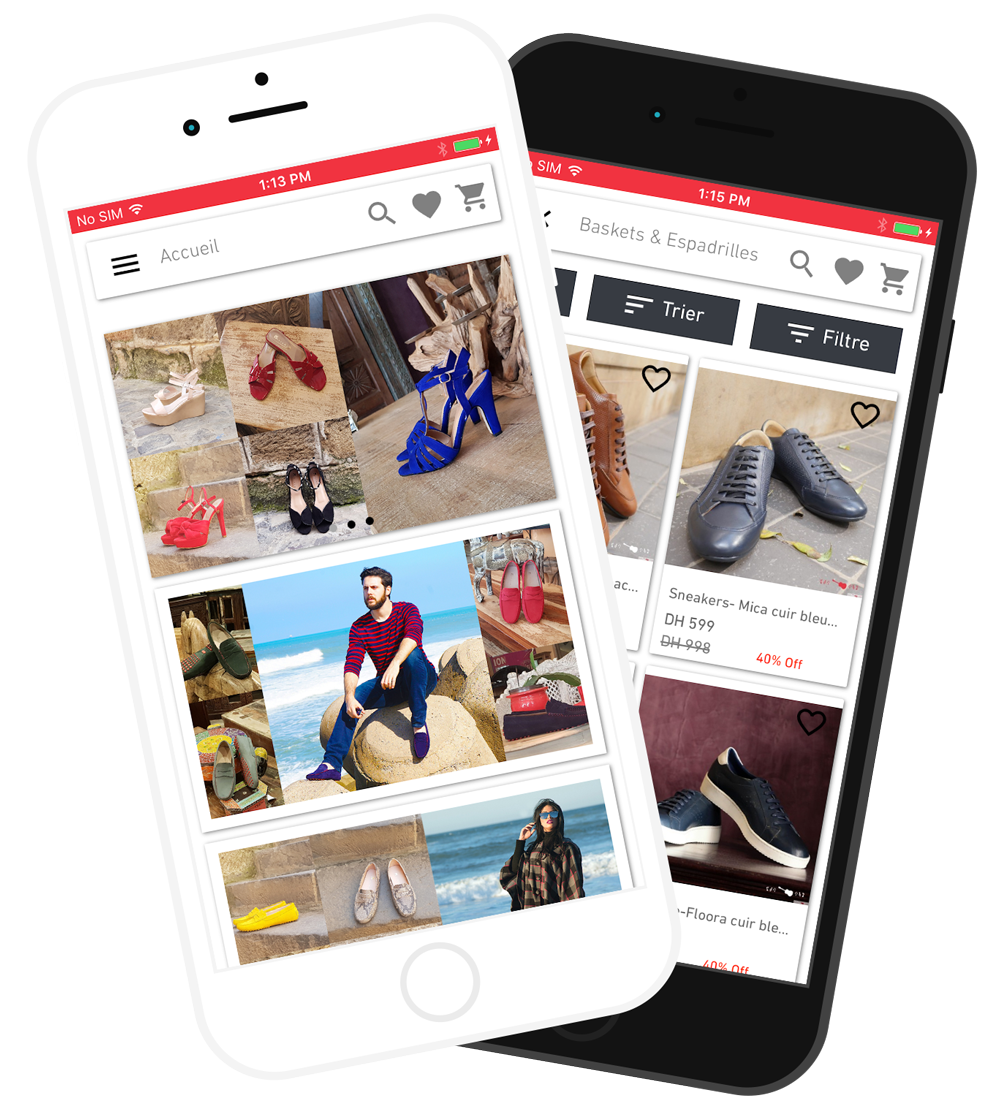 No SIM
1:13 PM
Accueil
SIM
1:15 PM
Baskets & Espadrilles
Trier
Filtre
ac...
Sneakers- Mica cuir bleu...
DH 599
DH 998
40% Off
-Floora cuir ble...
40% Off